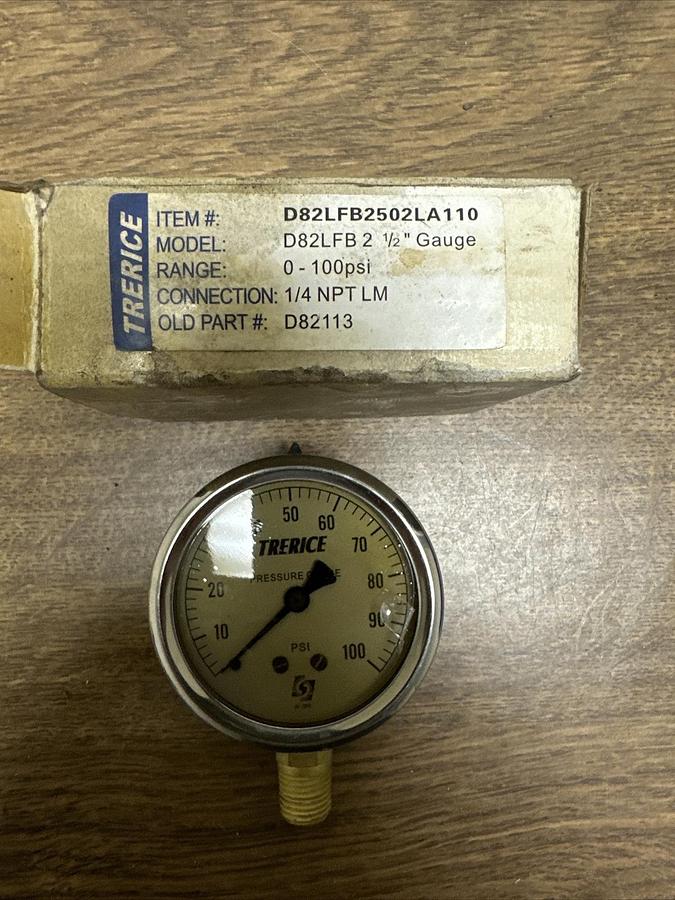 TRERICE
ITEM #: D82LFB2502LA110
MODEL: D82LFB 2 1/2" Gauge
RANGE: 0 - 100psi
CONNECTION: 1/4 NPT LM
OLD PART #: D82113
50 60
TRERICE
70
PRESSURE
20 80
10
PSI 100